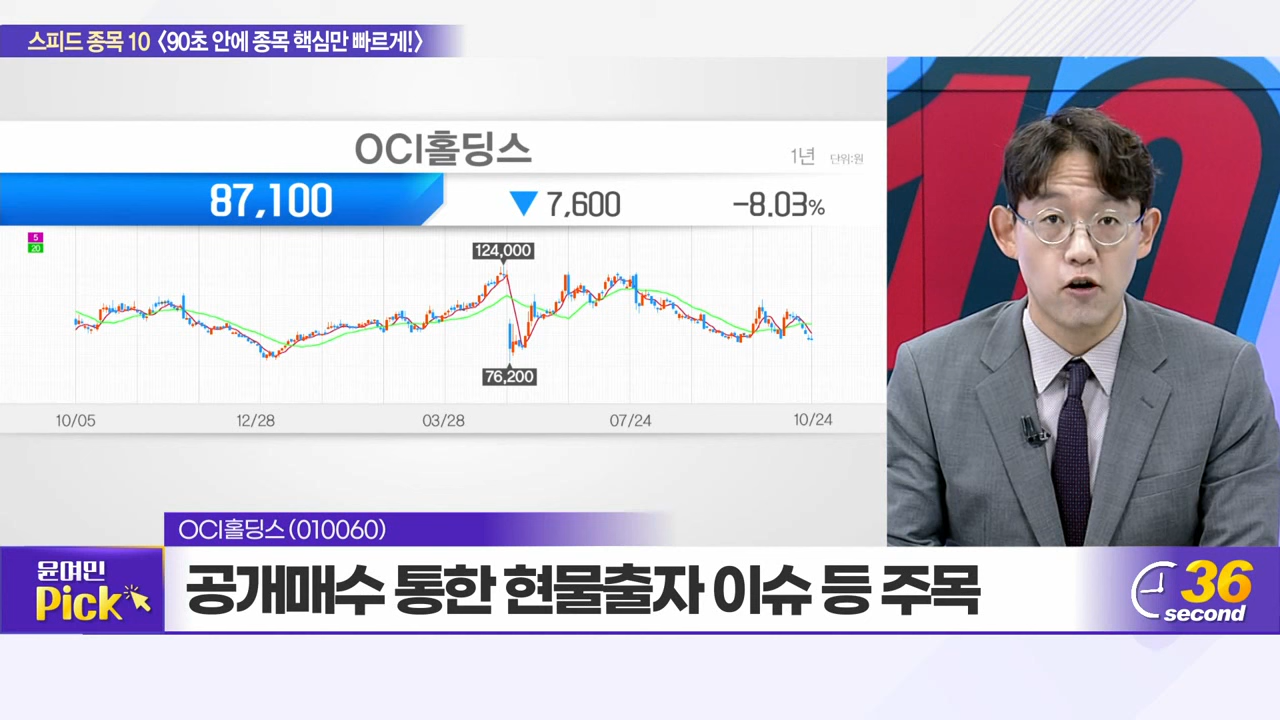 스피드 종목 10 〈90초 안에 종목 핵심만 빠르게!〉
OCI홀딩스
1년 단위:원
87,100 ▼ 7,600 -8.03%
5
20
124,000
76,200
10/05 12/28 03/28 07/24 10/24
10
OCI홀딩스(010060)
윤여민
Pick
공개매수 통한 현물출자 이슈 등 주목
36
second